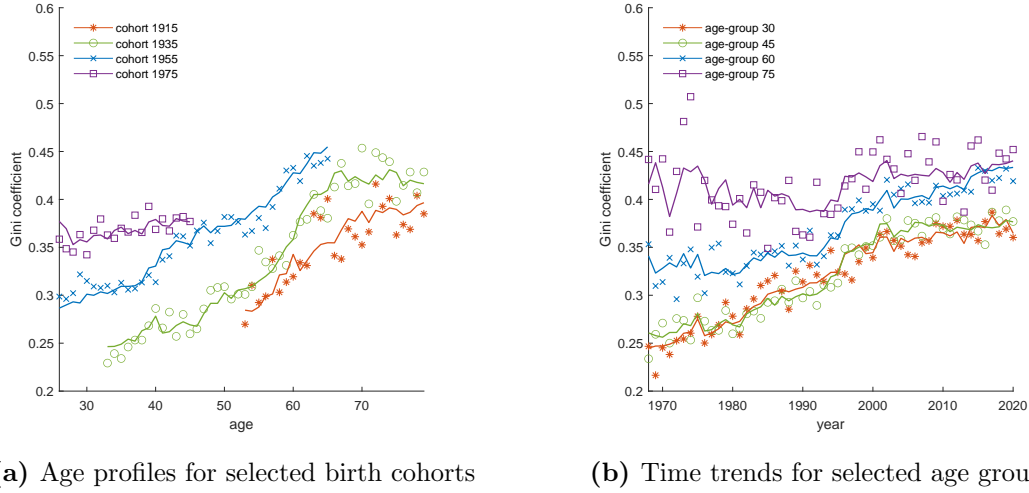 0.6
0.55
0.5
0.45
0.4
0.35
0.3
0.25
0.2
Gini coefficient
cohort 1915
cohort 1935
cohort 1955
cohort 1975
30
40
50
60
70
age
0.6
0.55
0.5
0.45
0.4
0.35
0.3
0.25
0.2
Gini coefficient
age-group 30
age-group 45
age-group 60
age-group 75
1970
1980
1990
2000
2010
2020
year
a) Age profiles for selected birth cohorts
(b) Time trends for selected age grou